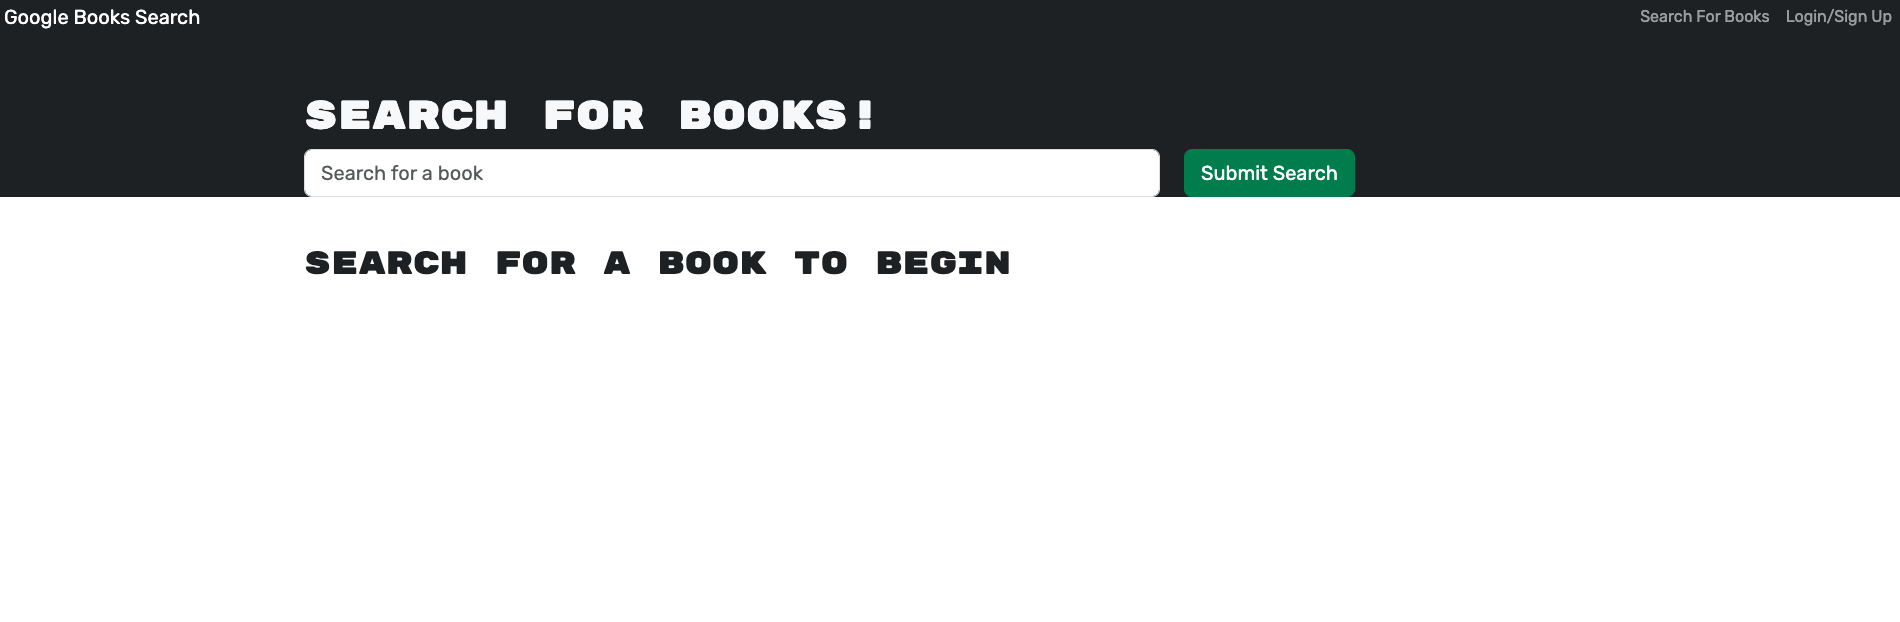 Google Books Search
Search For Books
Login/Sign Up
SEARCH FOR BOOKS!
Search for a book
Submit Search
SEARCH FOR A BOOK TO BEGIN